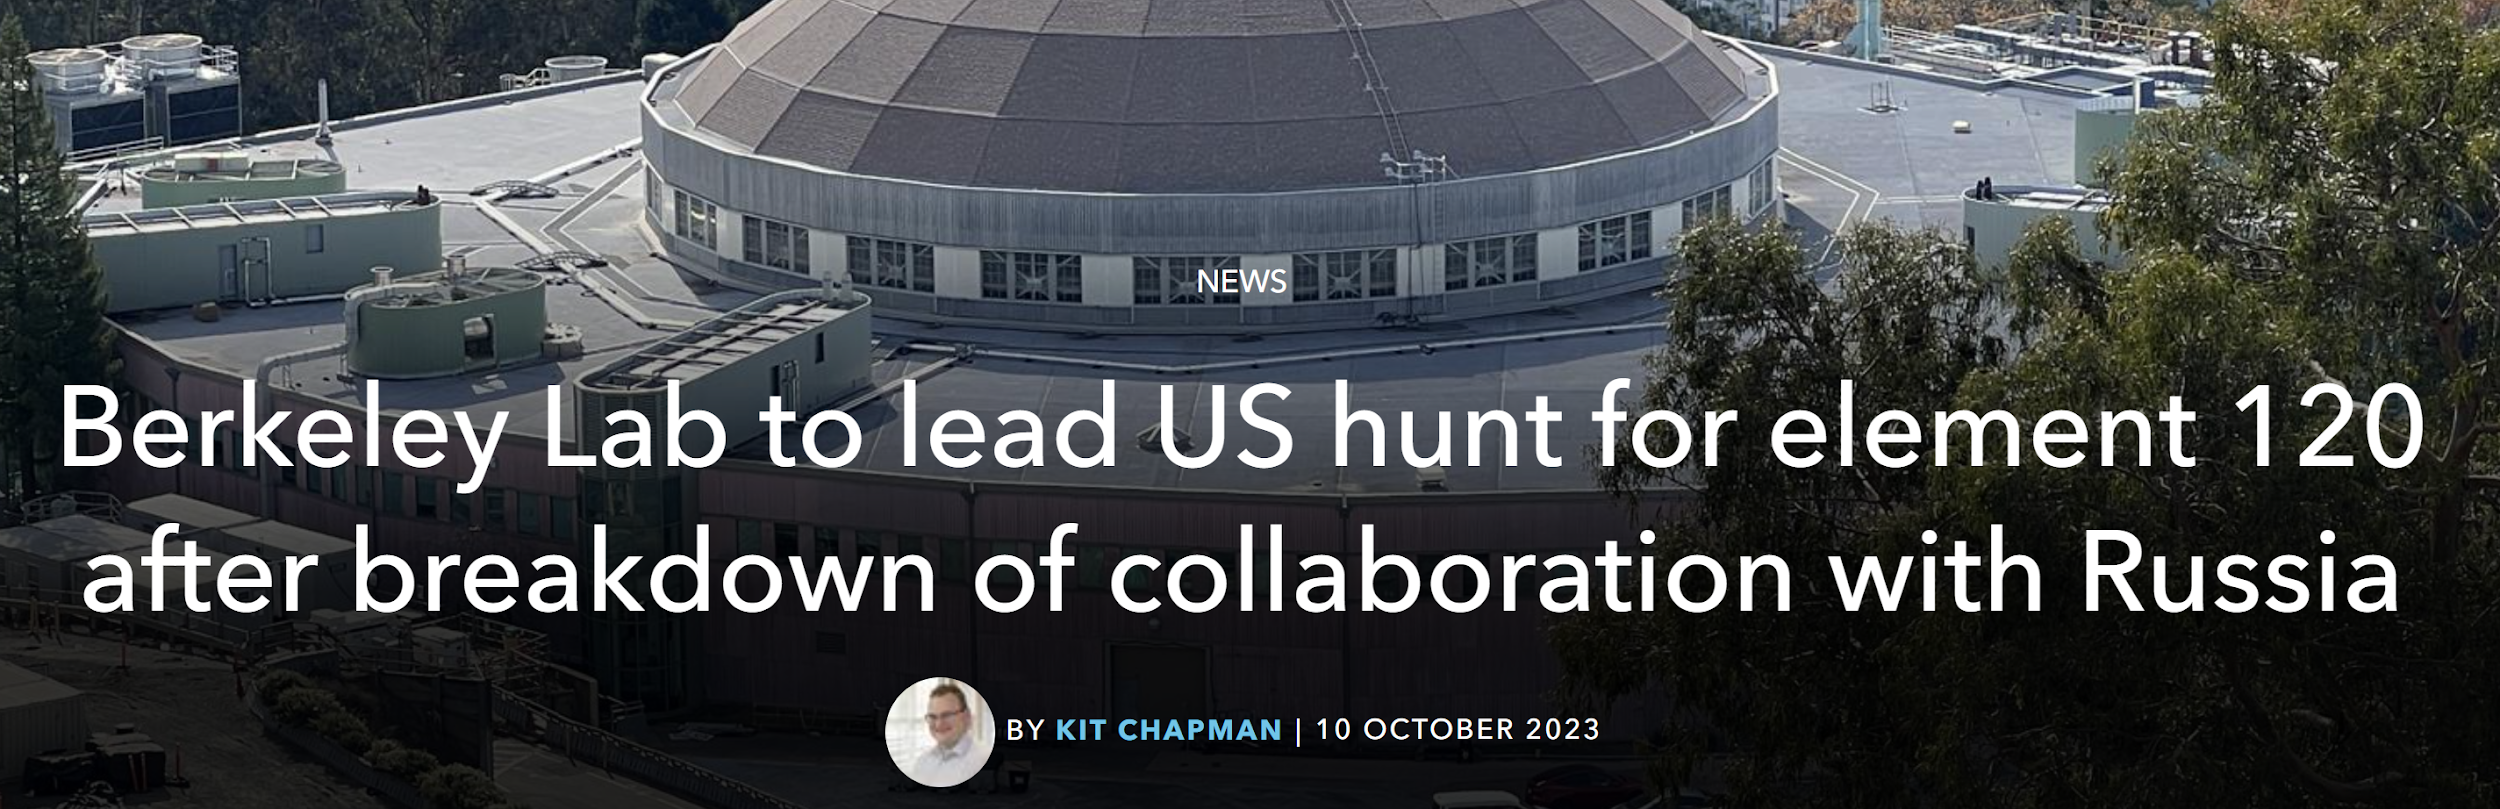 NEWS
Berkeley Lab to lead US hunt for element 120
after breakdown of collaboration with Russia
BY KIT CHAPMAN | 10 OCTOBER 2023